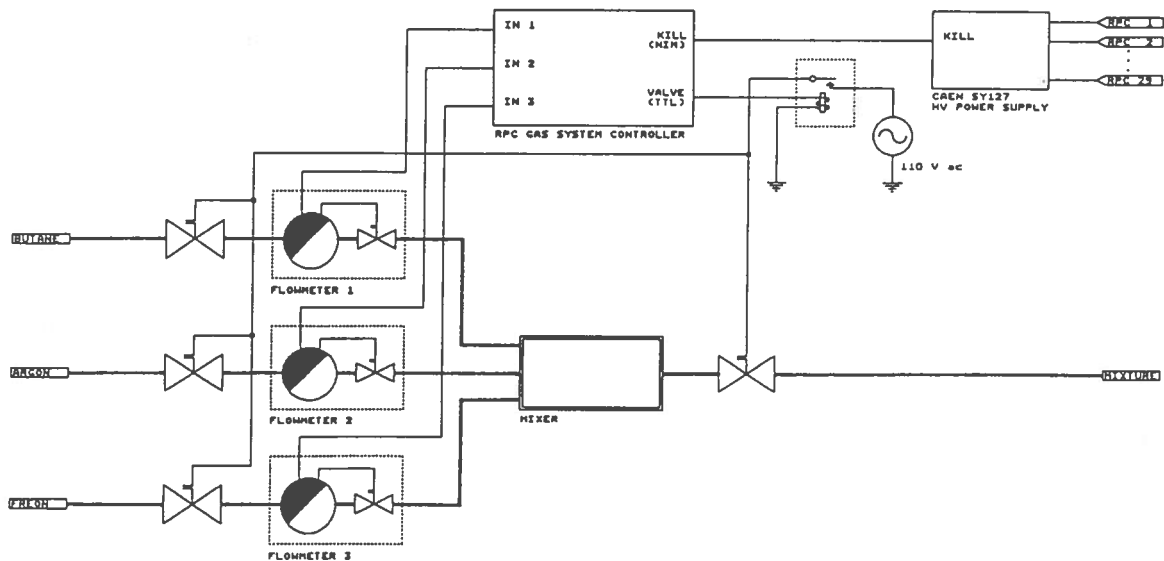 IN 1
KILL
(NIM)
KILL
RPC 1
RPC 2
IN 2
IN 3
VALVE
(TTL)
RPC 29
RPC GAS SYSTEM CONTROLLER
CAEN SY127
HV POWER SUPPLY
110 V ac
BUTANE
FLOWMETER 1
ARGON
MIXTURE
FLOWMETER 2
MIXER
FREON
FLOWMETER 3